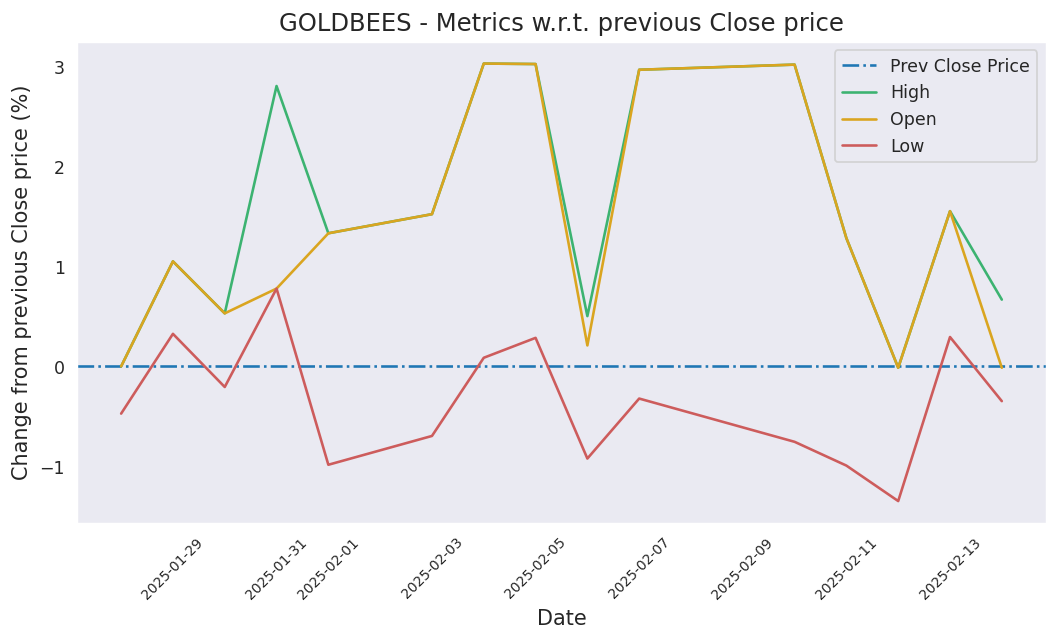 GOLDBEES - Metrics w.r.t. previous Close price
Change from previous Close price (%)
3
2
1
0
−1
Prev Close Price
High
Open
Low
2025-01-29
2025-01-31
2025-02-01
2025-02-03
2025-02-05
2025-02-07
2025-02-09
2025-02-11
2025-02-13
Date